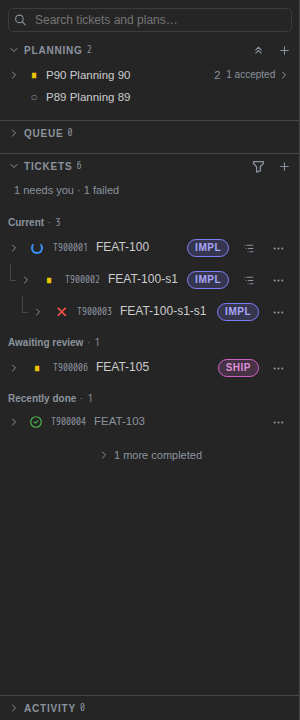 Search tickets and plans…
PLANNING 2
P90 Planning 90 2 1 accepted
P89 Planning 89
QUEUE 0
TICKETS 6
1 needs you · 1 failed
Current · 3
T900001 FEAT-100 IMPL
T900002 FEAT-100-s1 IMPL
T900003 FEAT-100-s1-s1 IMPL
Awaiting review · 1
T900006 FEAT-105 SHIP
Recently done · 1
T900004 FEAT-103
1 more completed
ACTIVITY 0